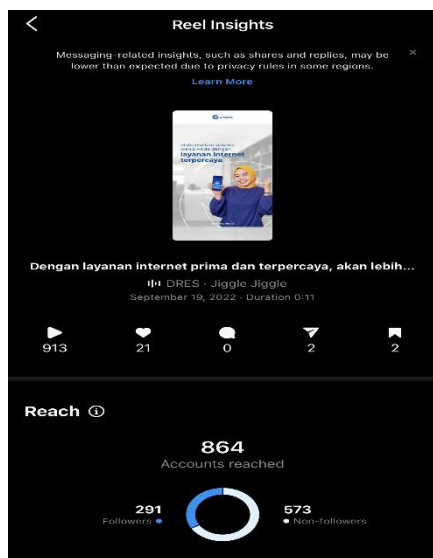 Reel Insights
Messaging-related insights, such as shares and replies, may be
lower than expected due to privacy rules in some regions.
Learn More
bisnis Anda dengan
layanan internet
terpercaya
Dengan layanan internet prima dan terpercaya, akan lebih...
DRES · Jiggle Jiggle
September 19, 2022 · Duration 0:11
913 21 0 2 2
Reach
864
Accounts reached
291 573
Followers Non-followers